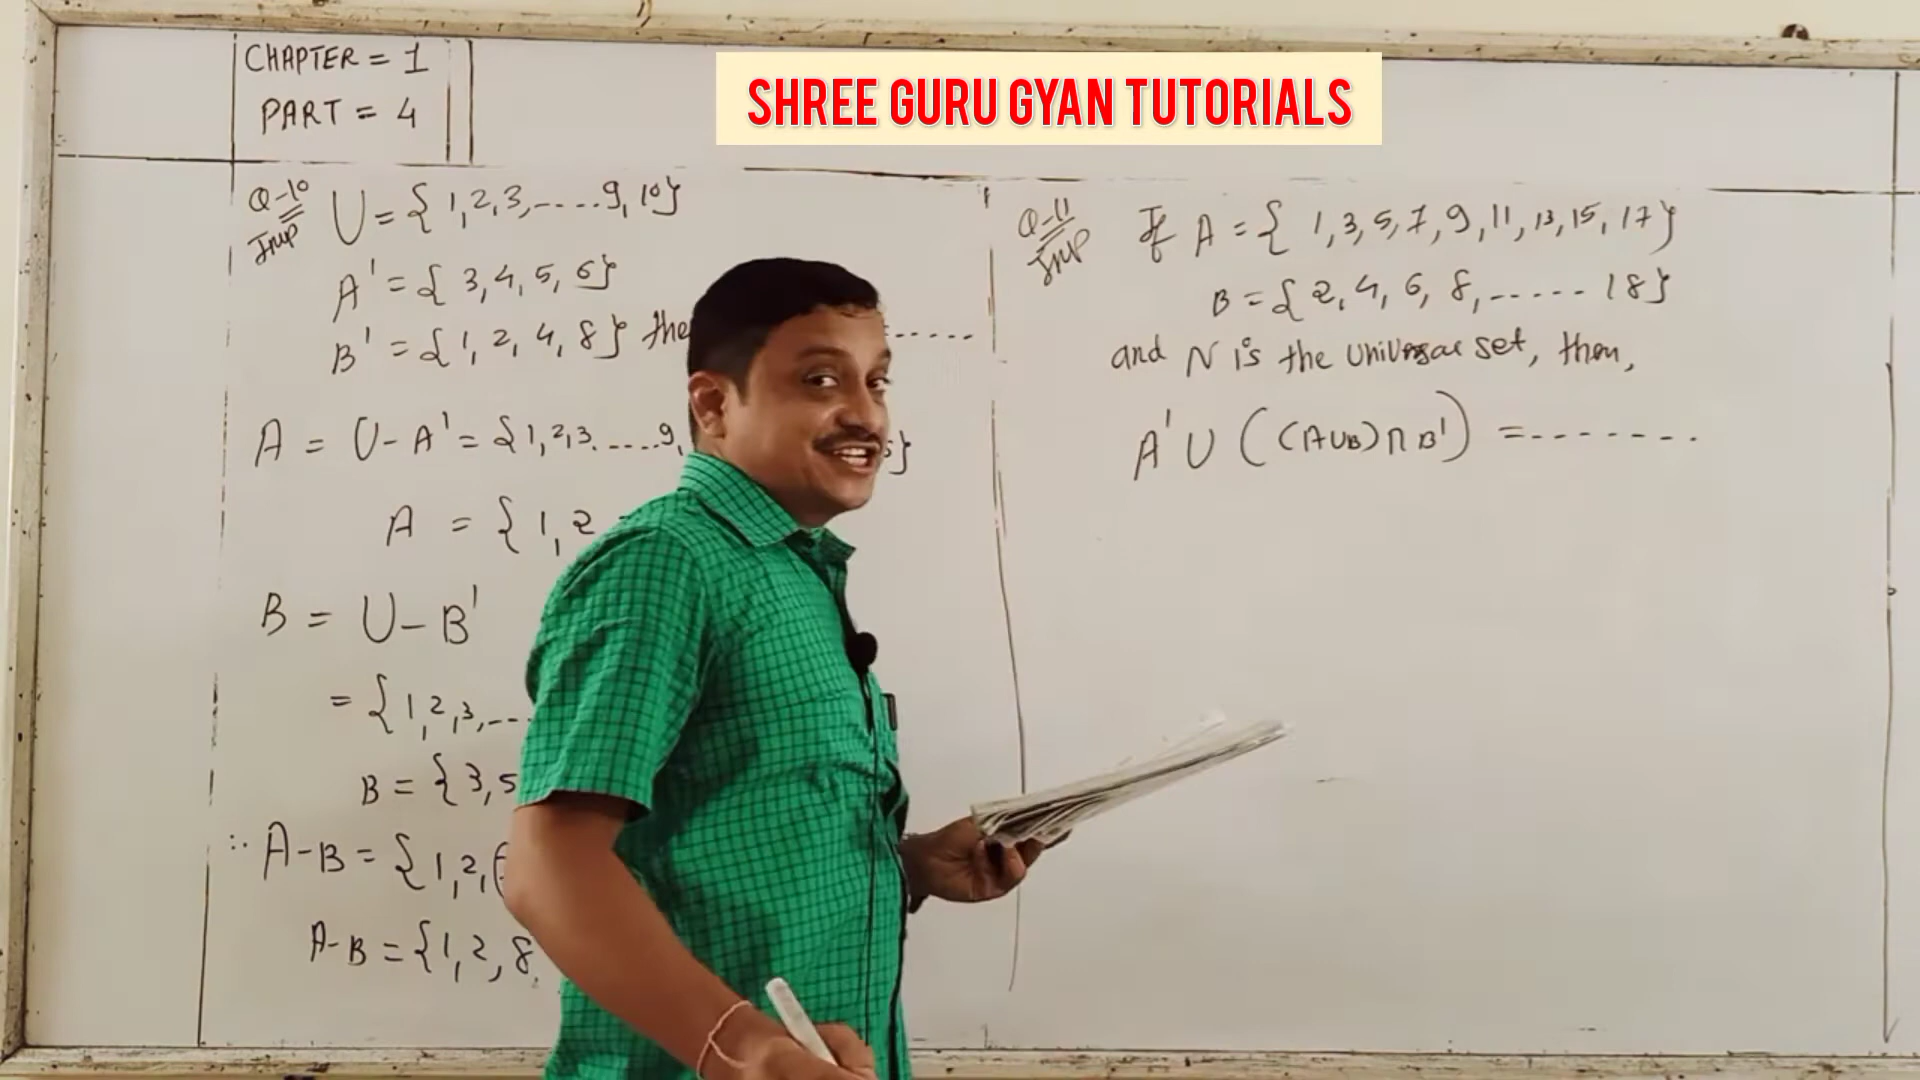 CHAPTER = 1
PART = 4
SHREE GURU GYAN TUTORIALS
Q-10
Imp
U = { 1, 2, 3, ..... 9, 10}
A' = { 3, 4, 5, 6}
B' = {1, 2, 4, 8} the
A = U - A' = {1, 2, 3. .... 9,
A = { 1, 2
B = U - B'
= { 1, 2, 3, ...
B = { 3, 5
∴ A-B = { 1, 2,
A-B = {1, 2, 8,
Q-11
Imp
If A = { 1, 3, 5, 7, 9, 11, 13, 15, 17}
B = { 2, 4, 6, 8, ...... 18}
and N is the set, then,
A' ∪ ((A∪B)∩B') = ........